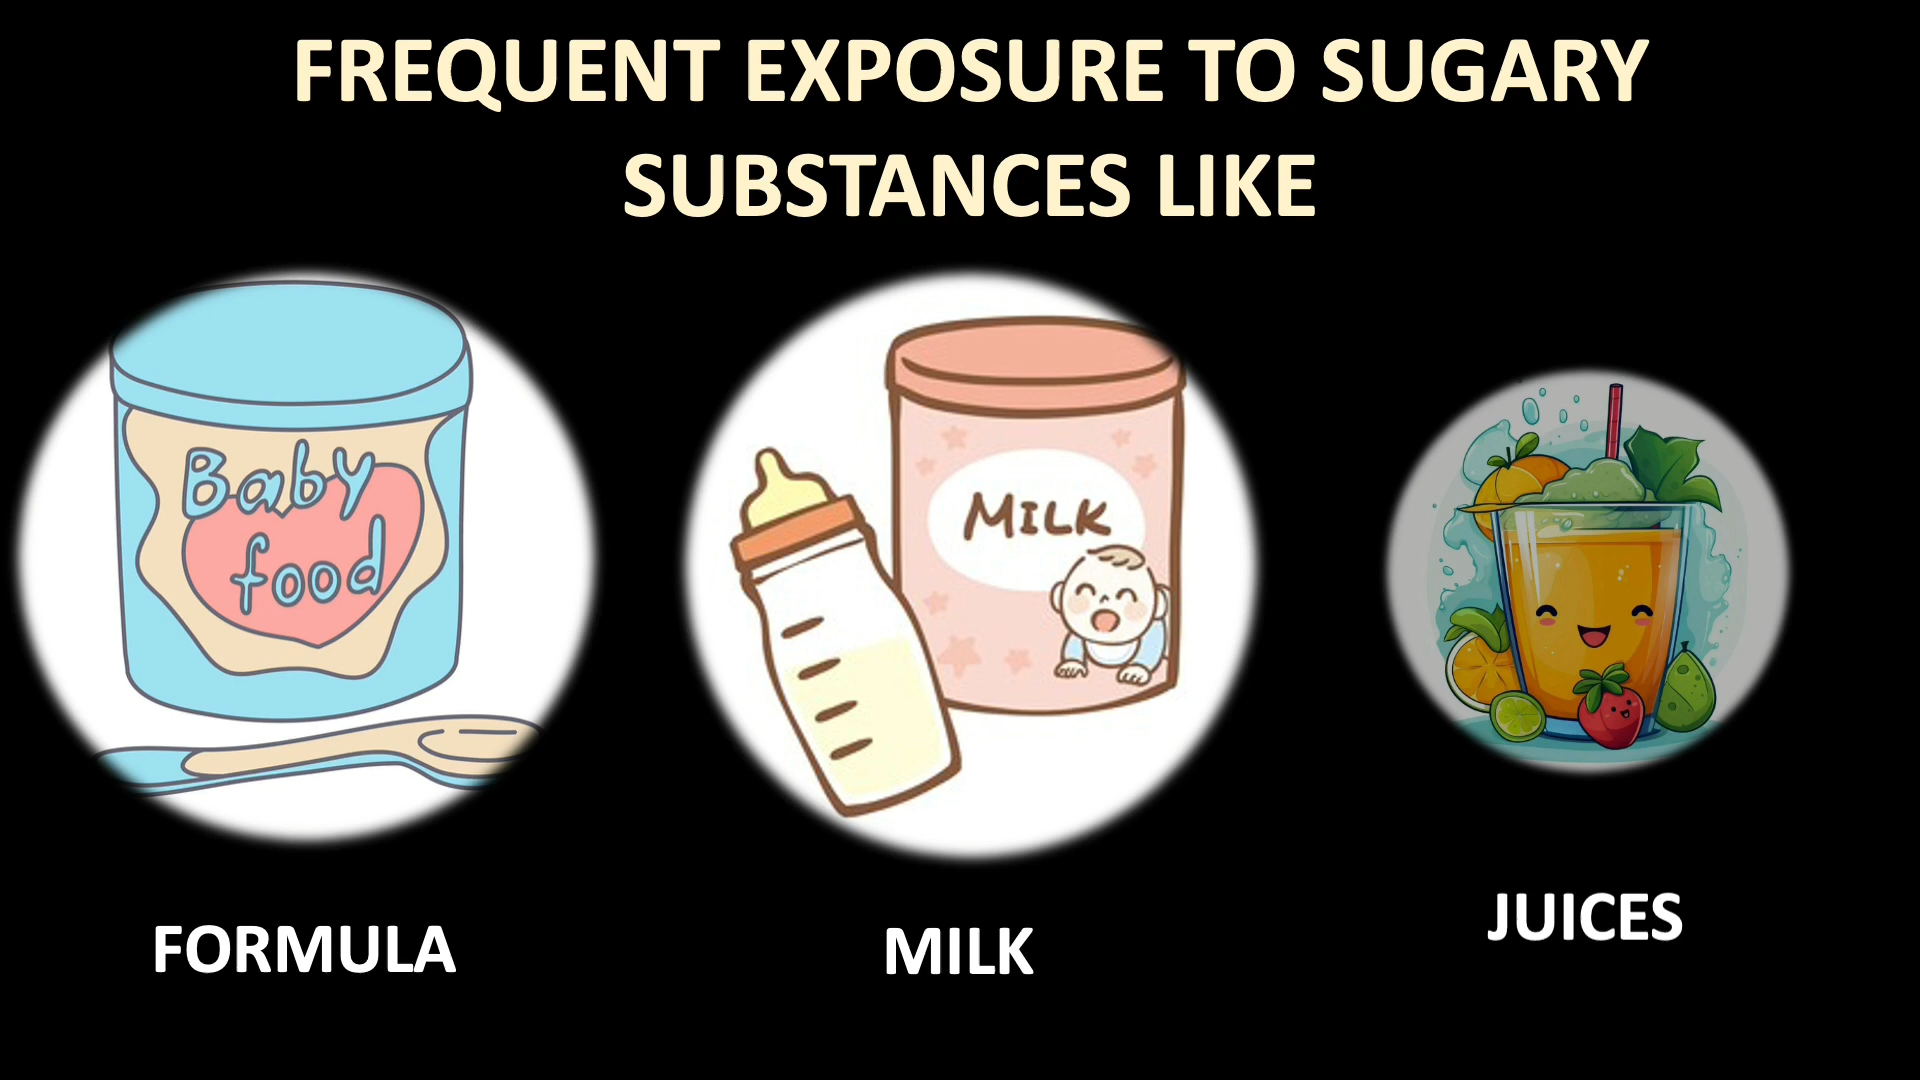 FREQUENT EXPOSURE TO SUGARY
SUBSTANCES LIKE
Baby
food
MILK
FORMULA
MILK
JUICES